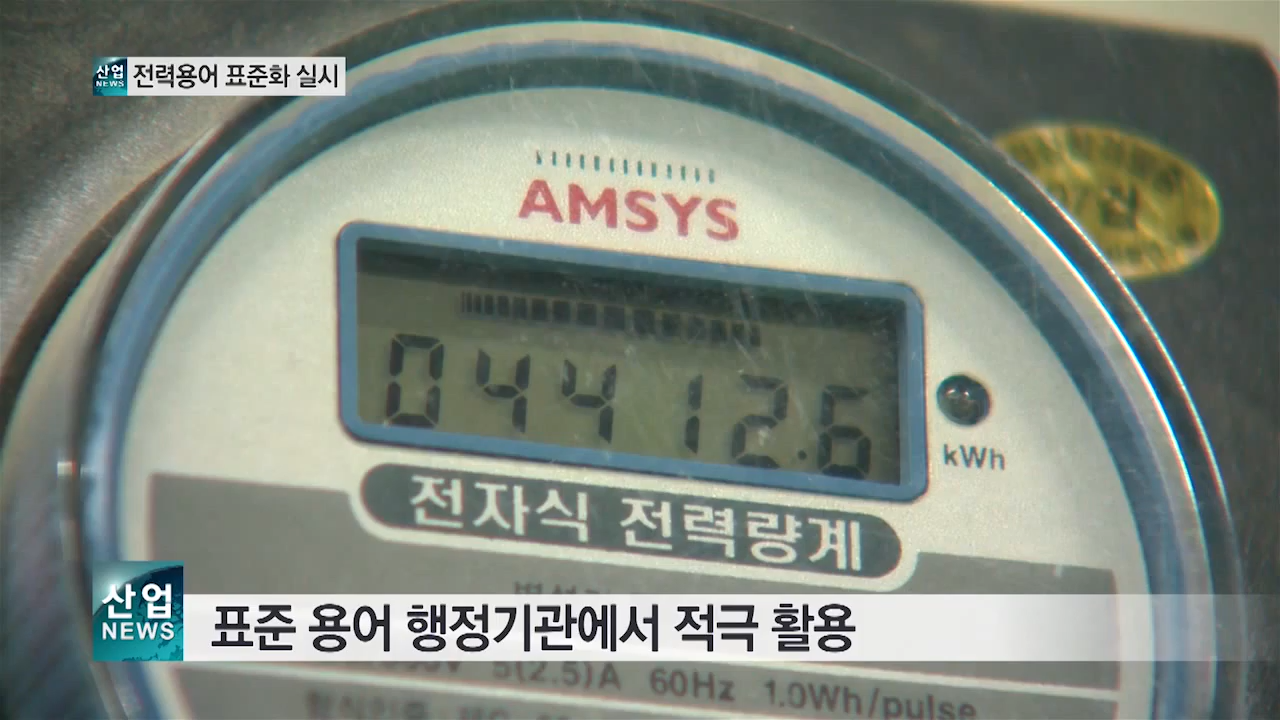 산업
NEWS
전력용어 표준화 실시
AMSYS
04412.6
kWh
전자식 전력량계
산업
NEWS
표준 용어 행정기관에서 적극 활용
5(2.5)A 60Hz 1.0Wh/pulse